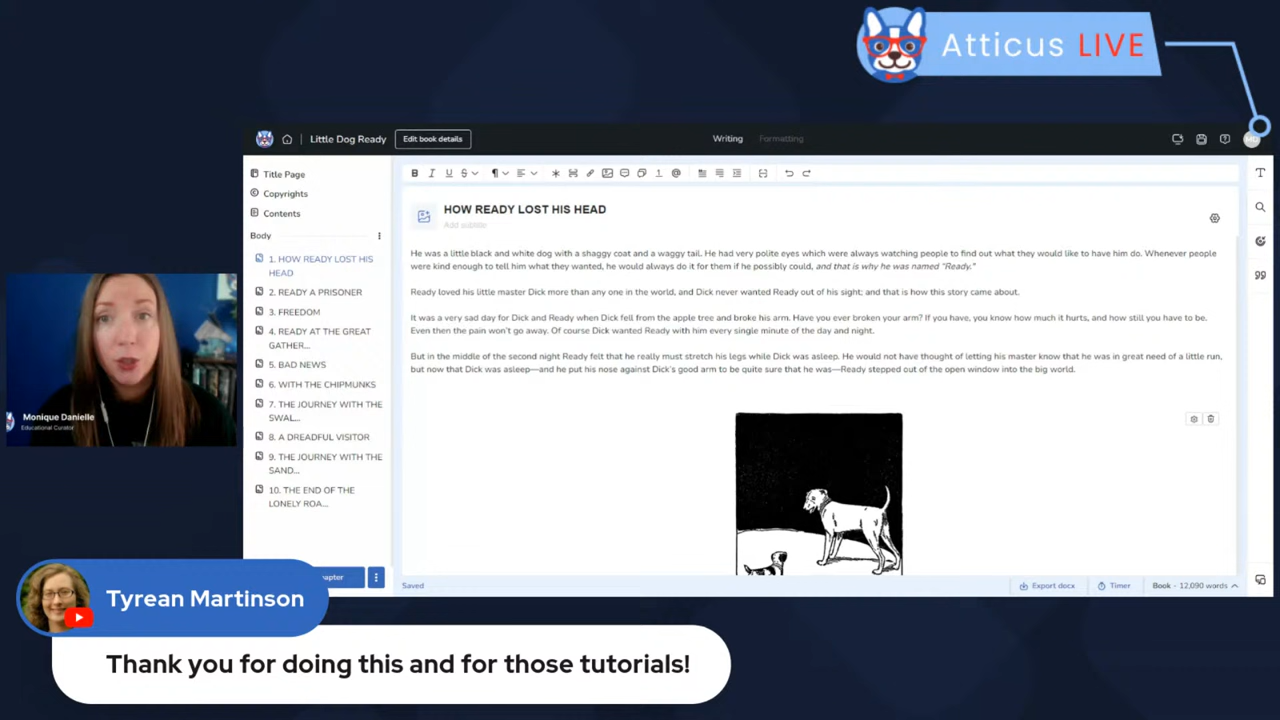 Atticus LIVE
Little Dog Ready
Edit book details
Writing
Formatting
Title Page
Copyrights
Contents
Body
1. HOW READY LOST HIS
HEAD
2. READY A PRISONER
3. FREEDOM
4. READY AT THE GREAT
GATHER...
5. BAD NEWS
6. WITH THE CHIPMUNKS
7. THE JOURNEY WITH THE
SWAL...
8. A DREADFUL VISITOR
9. THE JOURNEY WITH THE
SAND...
10. THE END OF THE
LONELY ROA...
HOW READY LOST HIS HEAD
Add subtitle
He was a little black and white dog with a shaggy coat and a waggy tail. He had very polite eyes which were always watching people to find out what they would like to have him do. Whenever people
were kind enough to tell him what they wanted, he would always do it for them if he possibly could, and that is why he was named "Ready."
Ready loved his little master Dick more than any one in the world, and Dick never wanted Ready out of his sight; and that is how this story came about.
It was a very sad day for Dick and Ready when Dick fell from the apple tree and broke his arm. Have you ever broken your arm? If you have, you know how much it hurts, and how still you have to be.
Even then the pain won't go away. Of course Dick wanted Ready with him every single minute of the day and night.
But in the middle of the second night Ready felt that he really must stretch his legs while Dick was asleep. He would not have thought of letting his master know that he was in great need of a little run,
but now that Dick was asleep—and he put his nose against Dick's good arm to be quite sure that he was—Ready stepped out of the open window into the big world.
Monique Danielle
Educational Curator
Saved
Export docx
Timer
Book - 12,090 words
Tyrean Martinson
Thank you for doing this and for those tutorials!